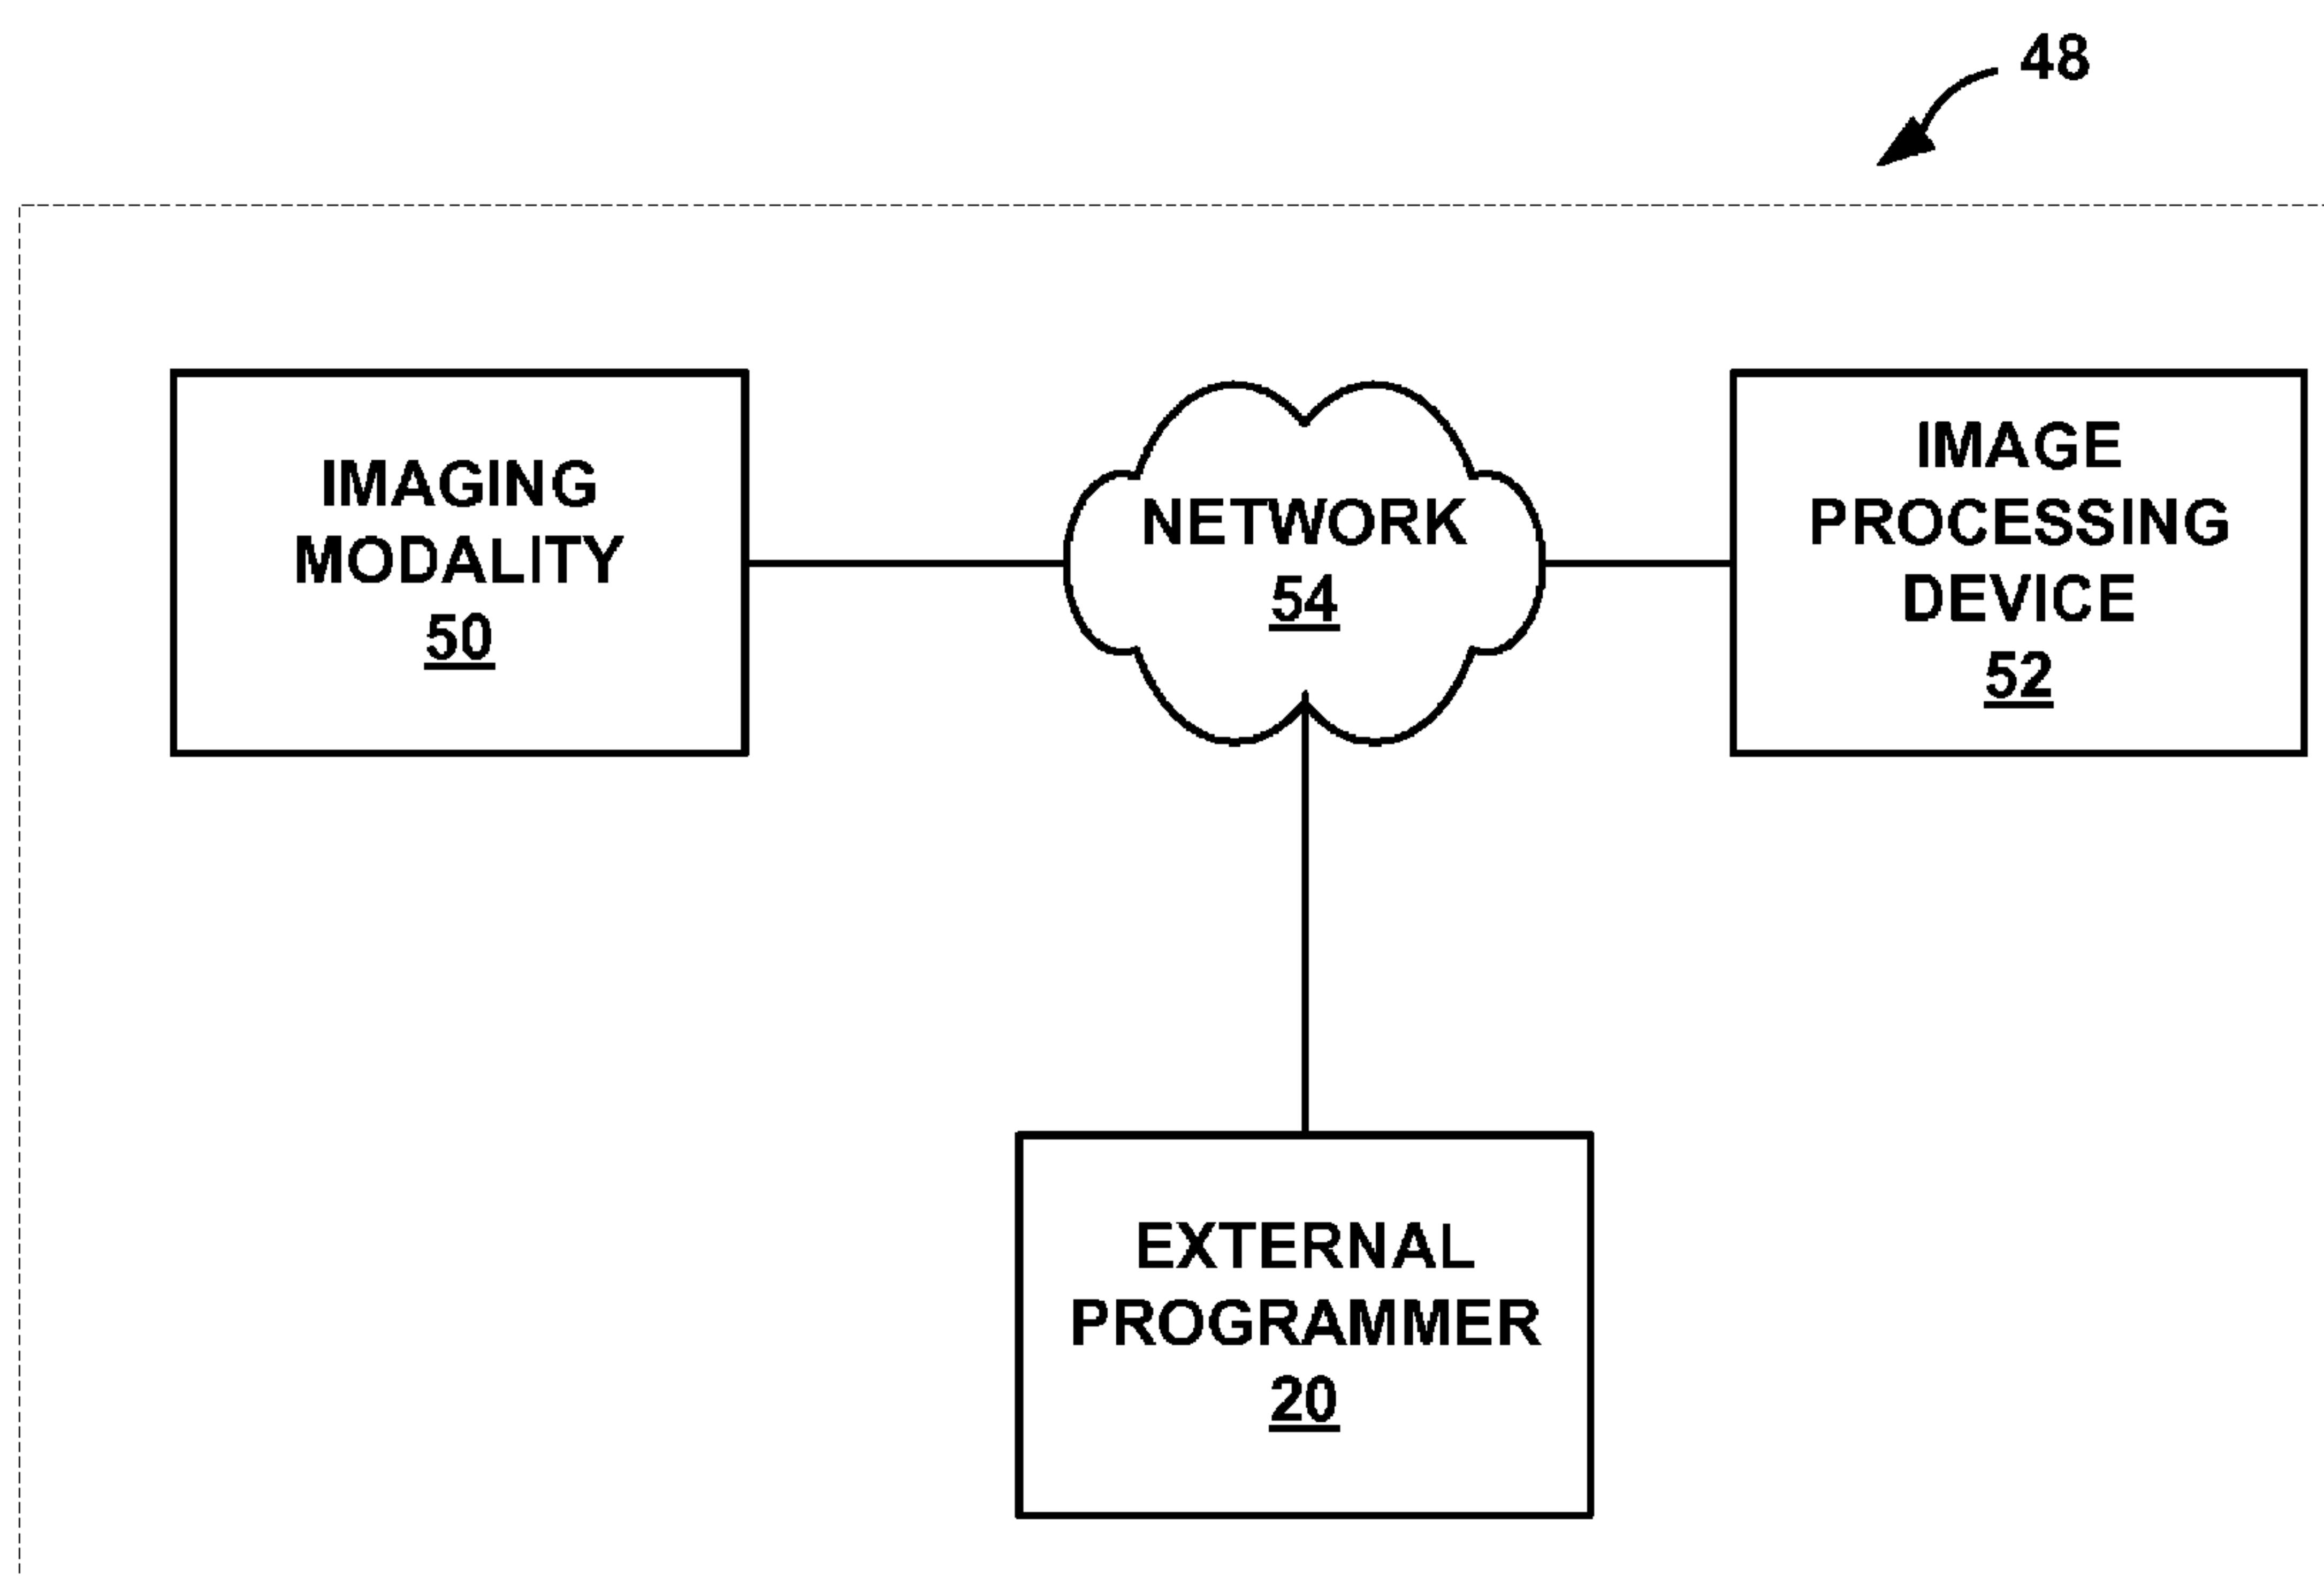 48
IMAGING
MODALITY
50
NETWORK
54
IMAGE
PROCESSING
DEVICE
52
EXTERNAL
PROGRAMMER
20